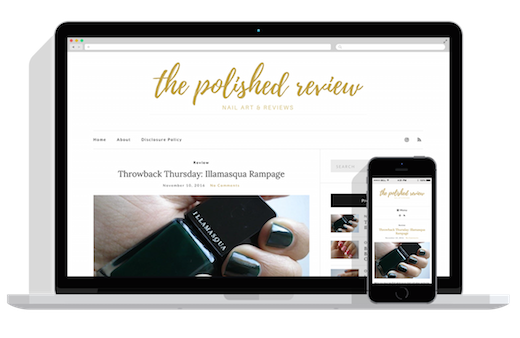 the polished review
NAIL ART & REVIEWS
Home About Disclosure Policy
Review
SEARCH
Throwback Thursday: Illamasqua Rampage
November 10, 2016 No Comments
ILLAMASQUA
the polished review
Menu
Throwback Thursday: Illamasqua
Rampage